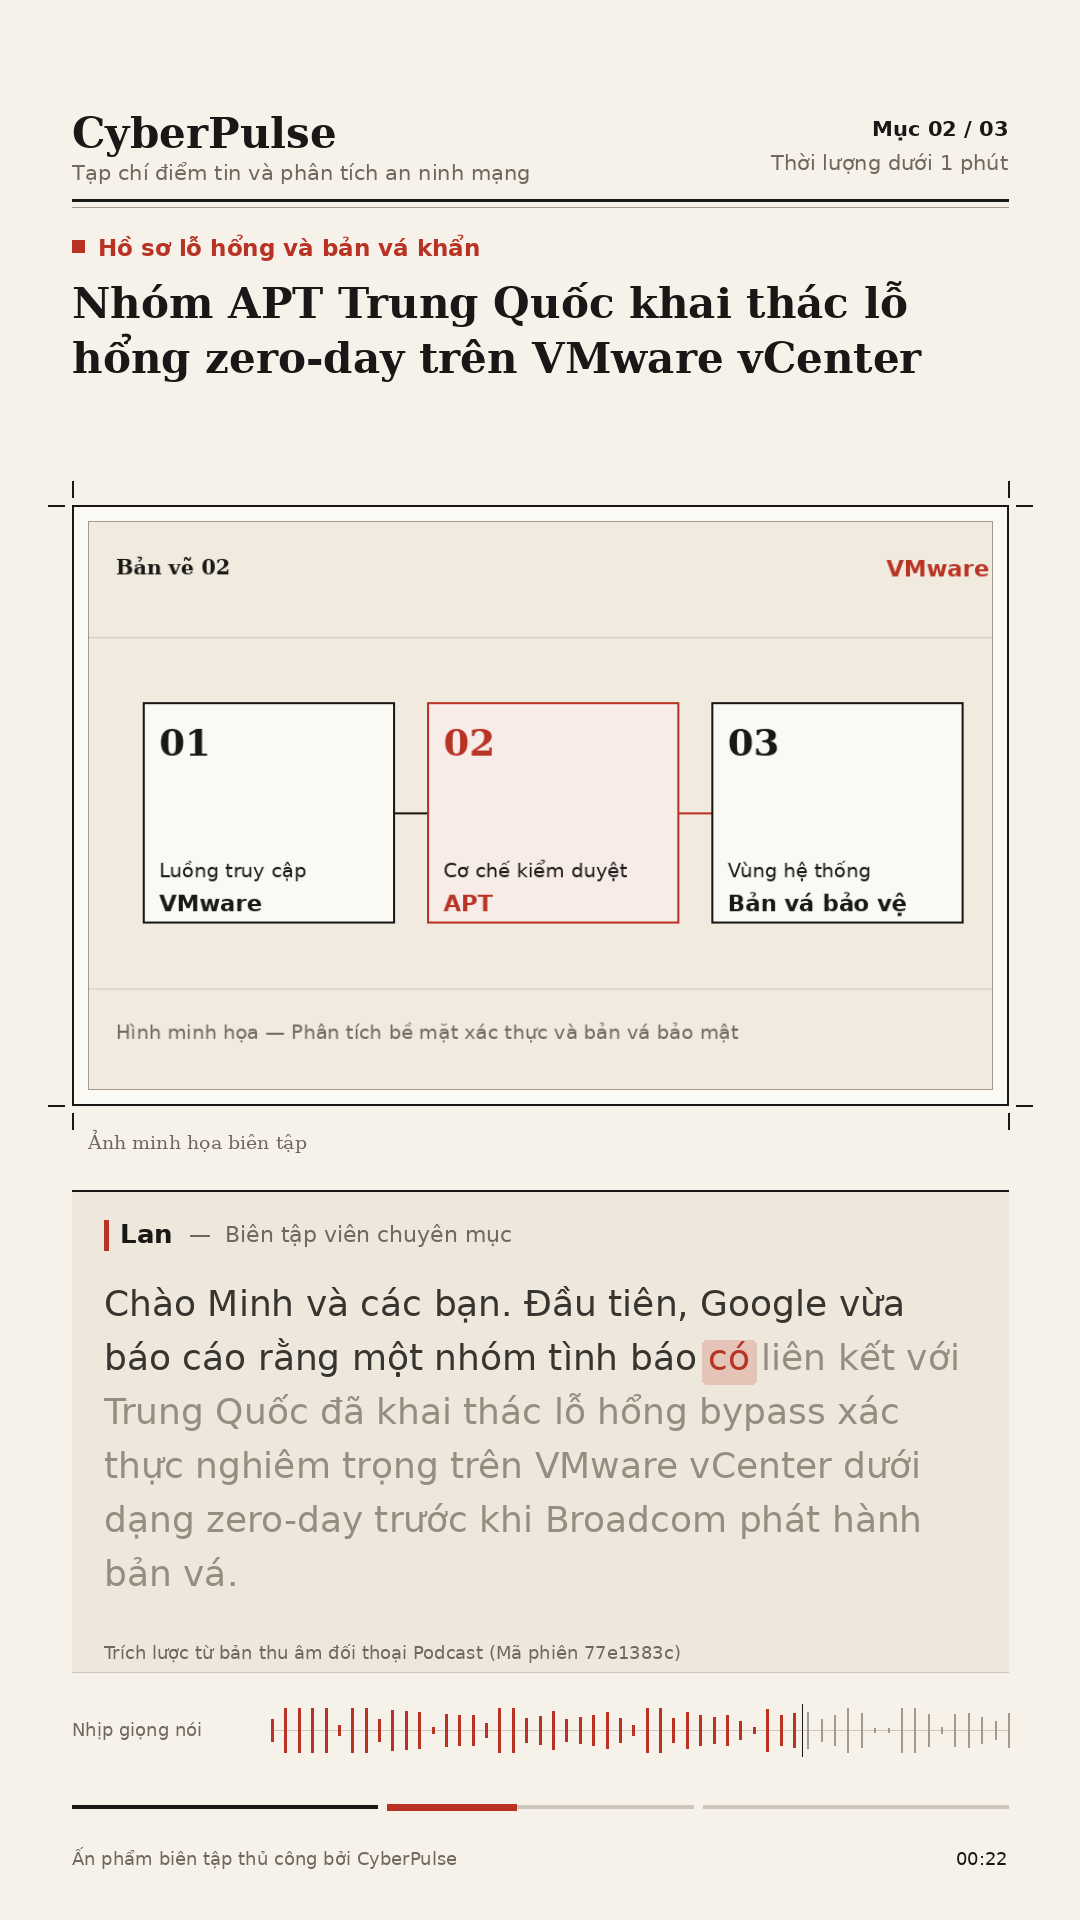 CyberPulse
Tạp chí điểm tin và phân tích an ninh mạng
Mục 02 / 03
Thời lượng dưới 1 phút
Hồ sơ lỗ hổng và bản vá khẩn
Nhóm APT Trung Quốc khai thác lỗ
hổng zero-day trên VMware vCenter
Bản vẽ 02
VMware
01
Luồng truy cập
VMware
02
Cơ chế kiểm duyệt
APT
03
Vùng hệ thống
Bản vá bảo vệ
Hình minh họa — Phân tích bề mặt xác thực và bản vá bảo mật
Ảnh minh họa biên tập
Lan — Biên tập viên chuyên mục
Chào Minh và các bạn. Đầu tiên, Google vừa
báo cáo rằng một nhóm tình báo có liên kết với
Trung Quốc đã khai thác lỗ hổng bypass xác
thực nghiêm trọng trên VMware vCenter dưới
dạng zero-day trước khi Broadcom phát hành
bản vá.
Trích lược từ bản thu âm đối thoại Podcast (Mã phiên 77e1383c)
Nhịp giọng nói
Ấn phẩm biên tập thủ công bởi CyberPulse
00:22